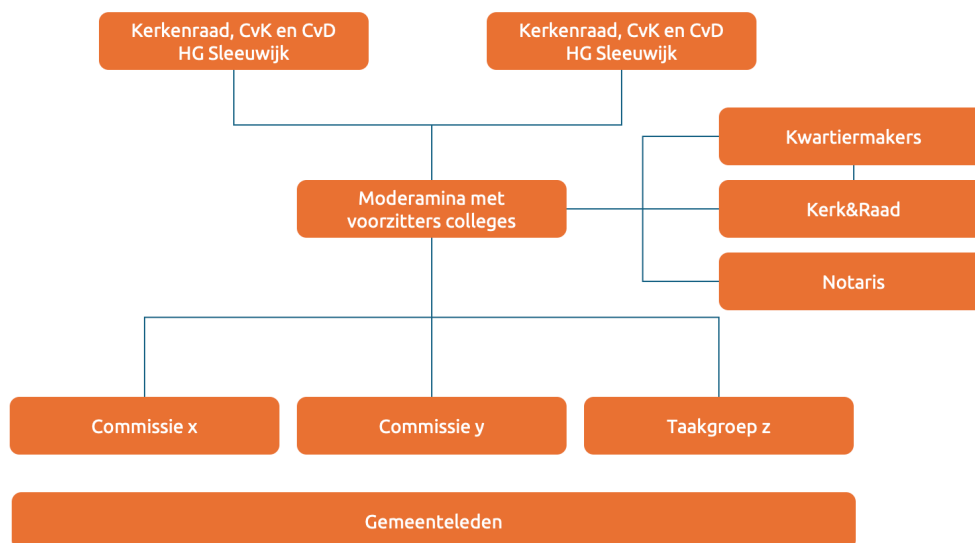 Kerkenraad, CvK en CvD
HG Sleeuwijk
Kerkenraad, CvK en CvD
HG Sleeuwijk
Kwartiermakers
Moderamina met
voorzitters colleges
Kerk&Raad
Notaris
Commissie x
Commissie y
Taakgroep z
Gemeenteleden